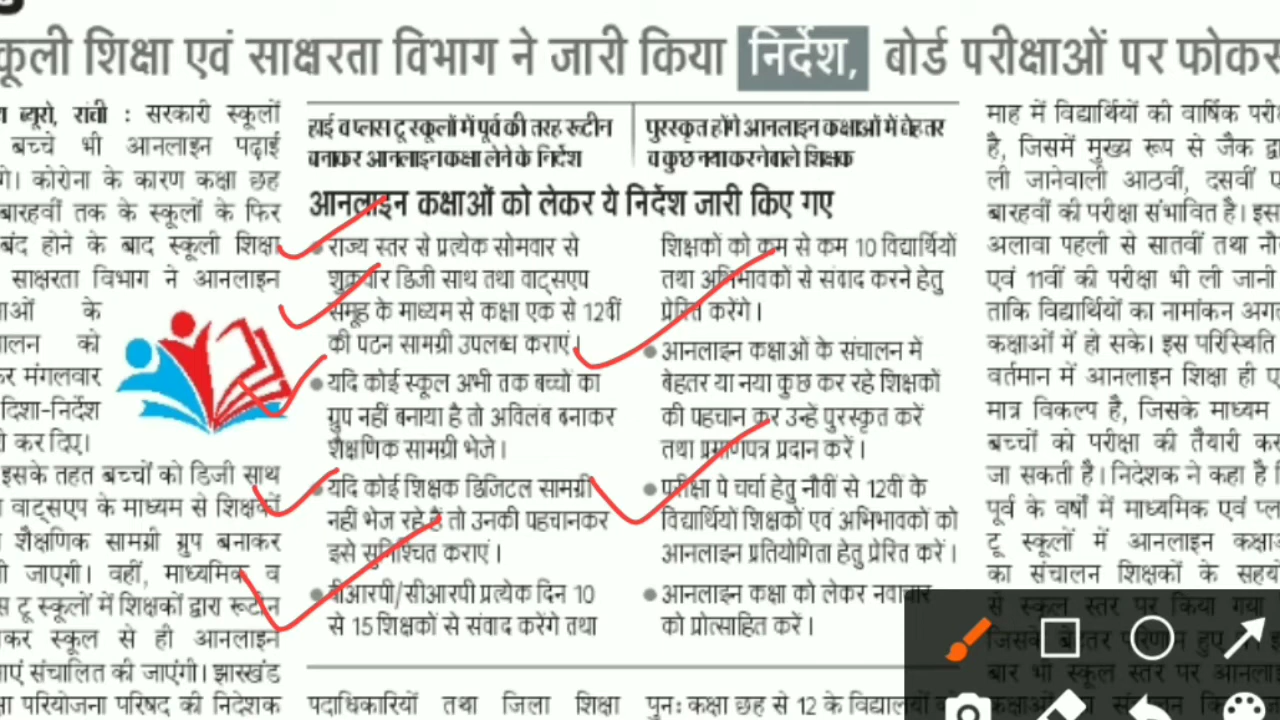 शिक्षा एवं साक्षरता विभाग ने जारी किया निर्देश, बोर्ड परीक्षाओं पर फोकस
ब्यूरो, रांची : सरकारी स्कूलों
बच्चे भी आनलाइन पढ़ाई
कोरोना के कारण कक्षा छह
बारहवीं तक के स्कूलों के फिर
बंद होने के बाद स्कूली शिक्षा
साक्षरता विभाग ने आनलाइन
के
को
मंगलवार
दिशा-निर्देश
कर दिए।
इसके तहत बच्चों को डिजी साथ
वाट्सएप के माध्यम से शिक्षकों
शैक्षणिक सामग्री ग्रुप बनाकर
जाएगी। वहीं, माध्यमिक व
टू स्कूलों में शिक्षकों द्वारा रूटीन
स्कूल से ही आनलाइन
संचालित की जाएंगी। झारखंड
परियोजना परिषद की निदेशक
हाई व प्लस टू स्कूलों में पूर्व की तरह रूटीन
बनाकर आनलाइन कक्षा लेने के निर्देश
पुरस्कृत होंगे आनलाइन कक्षाओं में बेहतर
व कुछ नया करने वाले शिक्षक
आनलाइन कक्षाओं को लेकर ये निर्देश जारी किए गए
● राज्य स्तर से प्रत्येक सोमवार से
शुक्रवार डिजी साथ तथा वाट्सएप
समूह के माध्यम से कक्षा एक से 12वीं
की पठन सामग्री उपलब्ध कराएं।
● यदि कोई स्कूल अभी तक बच्चों का
ग्रुप नहीं बनाया है तो अविलंब बनाकर
शैक्षणिक सामग्री भेजे।
● यदि कोई शिक्षक डिजिटल सामग्री
नहीं भेज रहे हैं तो उनकी पहचानकर
इसे सुनिश्चित कराएं।
● बीआरपी/सीआरपी प्रत्येक दिन 10
से 15 शिक्षकों से संवाद करेंगे तथा
शिक्षकों को कम से कम 10 विद्यार्थियों
तथा अभिभावकों से संवाद करने हेतु
प्रेरित करेंगे।
● आनलाइन कक्षाओं के संचालन में
बेहतर या नया कुछ कर रहे शिक्षकों
की पहचान कर उन्हें पुरस्कृत करें
तथा प्रमाणपत्र प्रदान करें।
● परीक्षा पे चर्चा हेतु नौवीं से 12वीं के
विद्यार्थियों शिक्षकों एवं अभिभावकों को
आनलाइन प्रतियोगिता हेतु प्रेरित करें।
● आनलाइन कक्षा को लेकर नवाचार
को प्रोत्साहित करें।
पदाधिकारियों तथा जिला शिक्षा
पुनः कक्षा छह से 12 के विद्यालयों
माह में विद्यार्थियों की वार्षिक
है, जिसमें मुख्य रूप से जैक
ली जानेवाली आठवीं, दसवीं
बारहवीं की परीक्षा संभावित है।
अलावा पहली से सातवीं तथा
एवं 11वीं की परीक्षा भी ली जानी
ताकि विद्यार्थियों का नामांकन
कक्षाओं में हो सके। इस परिस्थिति
वर्तमान में आनलाइन शिक्षा ही
मात्र विकल्प है, जिसके माध्यम
बच्चों को परीक्षा की तैयारी
जा सकती है। निदेशक ने कहा है
पूर्व के वर्षों में माध्यमिक एवं
टू स्कूलों में आनलाइन
का संचालन शिक्षकों के
से स्कूल स्तर पर किया गया
बेहतर परिणाम हुए
बार भी स्कूल स्तर पर